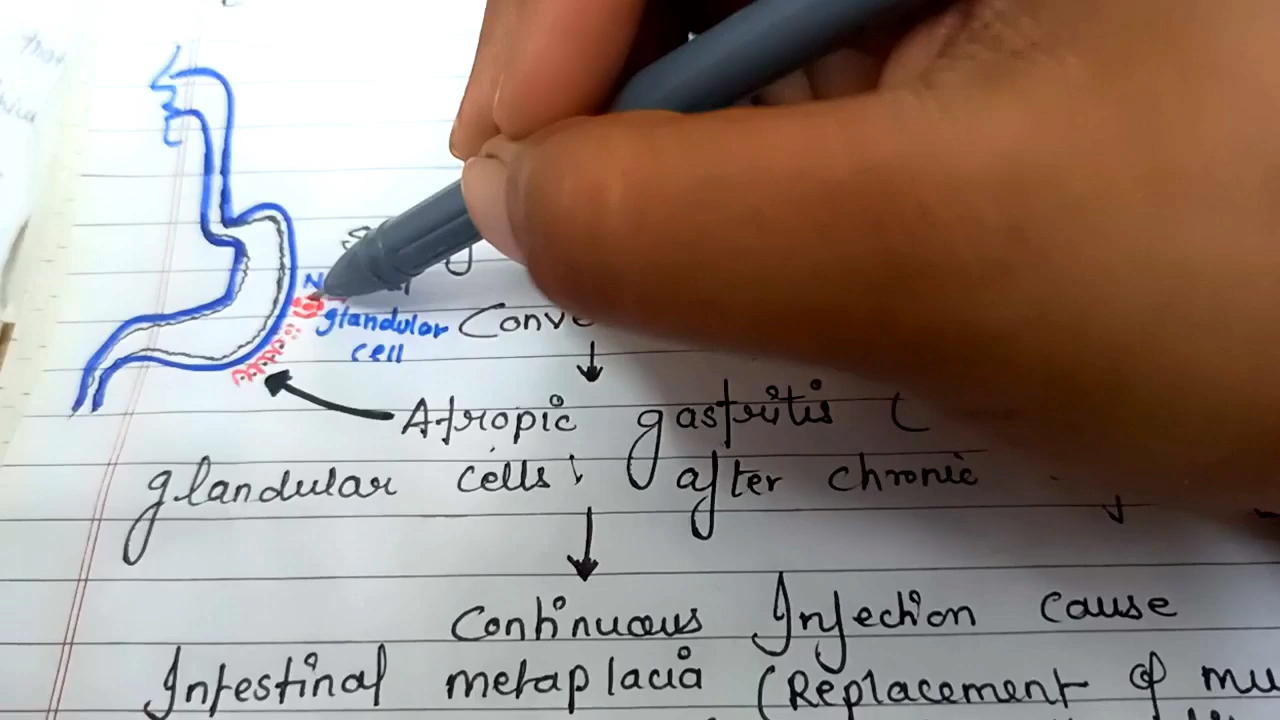 glandular
cell
Conve
Atropic gastritis (
glandular cells ; after chronic
Continuous Infection cause
Intestinal metaplacia (Replacement of mu